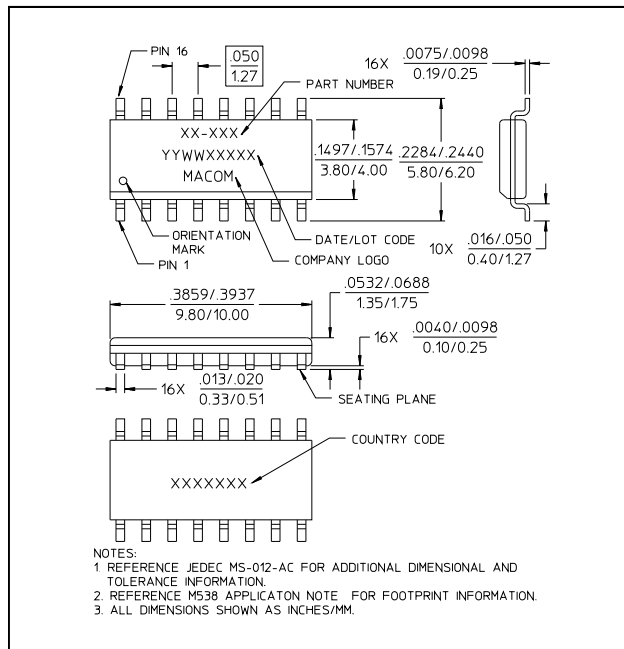 PIN 16
.050
1.27
PART NUMBER
16X .0075/.0098
0.19/0.25
XX-XXX
YYWWXXXXX
MACOM
.1497/.1574
3.80/4.00
.2284/.2440
5.80/6.20
ORIENTATION
MARK
PIN 1
DATE/LOT CODE
COMPANY LOGO
10X .016/.050
0.40/1.27
.3859/.3937
9.80/10.00
.0532/.0688
1.35/1.75
16X .0040/.0098
0.10/0.25
16X .013/.020
0.33/0.51
SEATING PLANE
COUNTRY CODE
XXXXXXX
NOTES:
1. REFERENCE JEDEC MS-012-AC FOR ADDITIONAL DIMENSIONAL AND
TOLERANCE INFORMATION.
2. REFERENCE M538 APPLICATON NOTE FOR FOOTPRINT INFORMATION.
3. ALL DIMENSIONS SHOWN AS INCHES/MM.